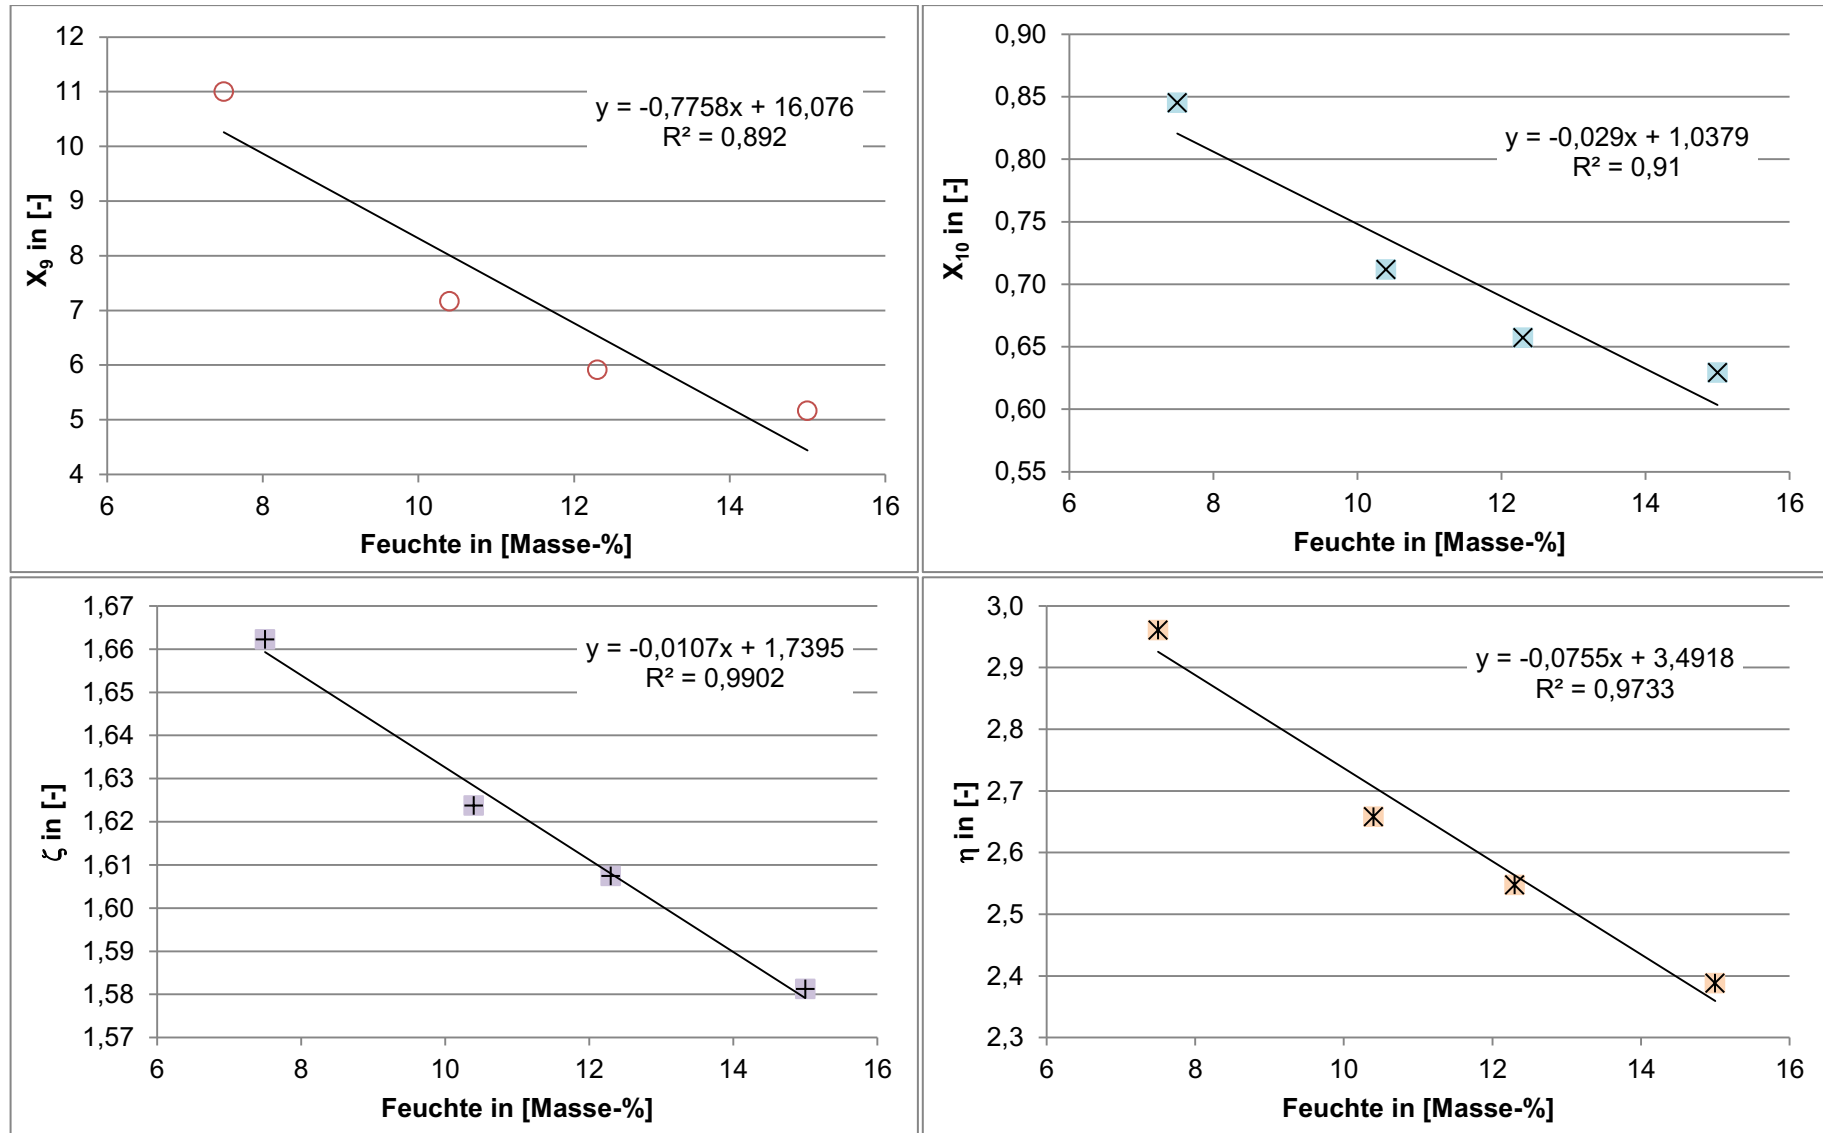 12
11
10
9
8
7
6
5
4
6 8 10 12 14 16
X₉ in [-]
Feuchte in [Masse-%]
y = -0,7758x + 16,076
R² = 0,892
0,90
0,85
0,80
0,75
0,70
0,65
0,60
0,55
6 8 10 12 14 16
X₁₀ in [-]
Feuchte in [Masse-%]
y = -0,029x + 1,0379
R² = 0,91
1,67
1,66
1,65
1,64
1,63
1,62
1,61
1,60
1,59
1,58
1,57
6 8 10 12 14 16
ζ in [-]
Feuchte in [Masse-%]
y = -0,0107x + 1,7395
R² = 0,9902
3,0
2,9
2,8
2,7
2,6
2,5
2,4
2,3
6 8 10 12 14 16
η in [-]
Feuchte in [Masse-%]
y = -0,0755x + 3,4918
R² = 0,9733